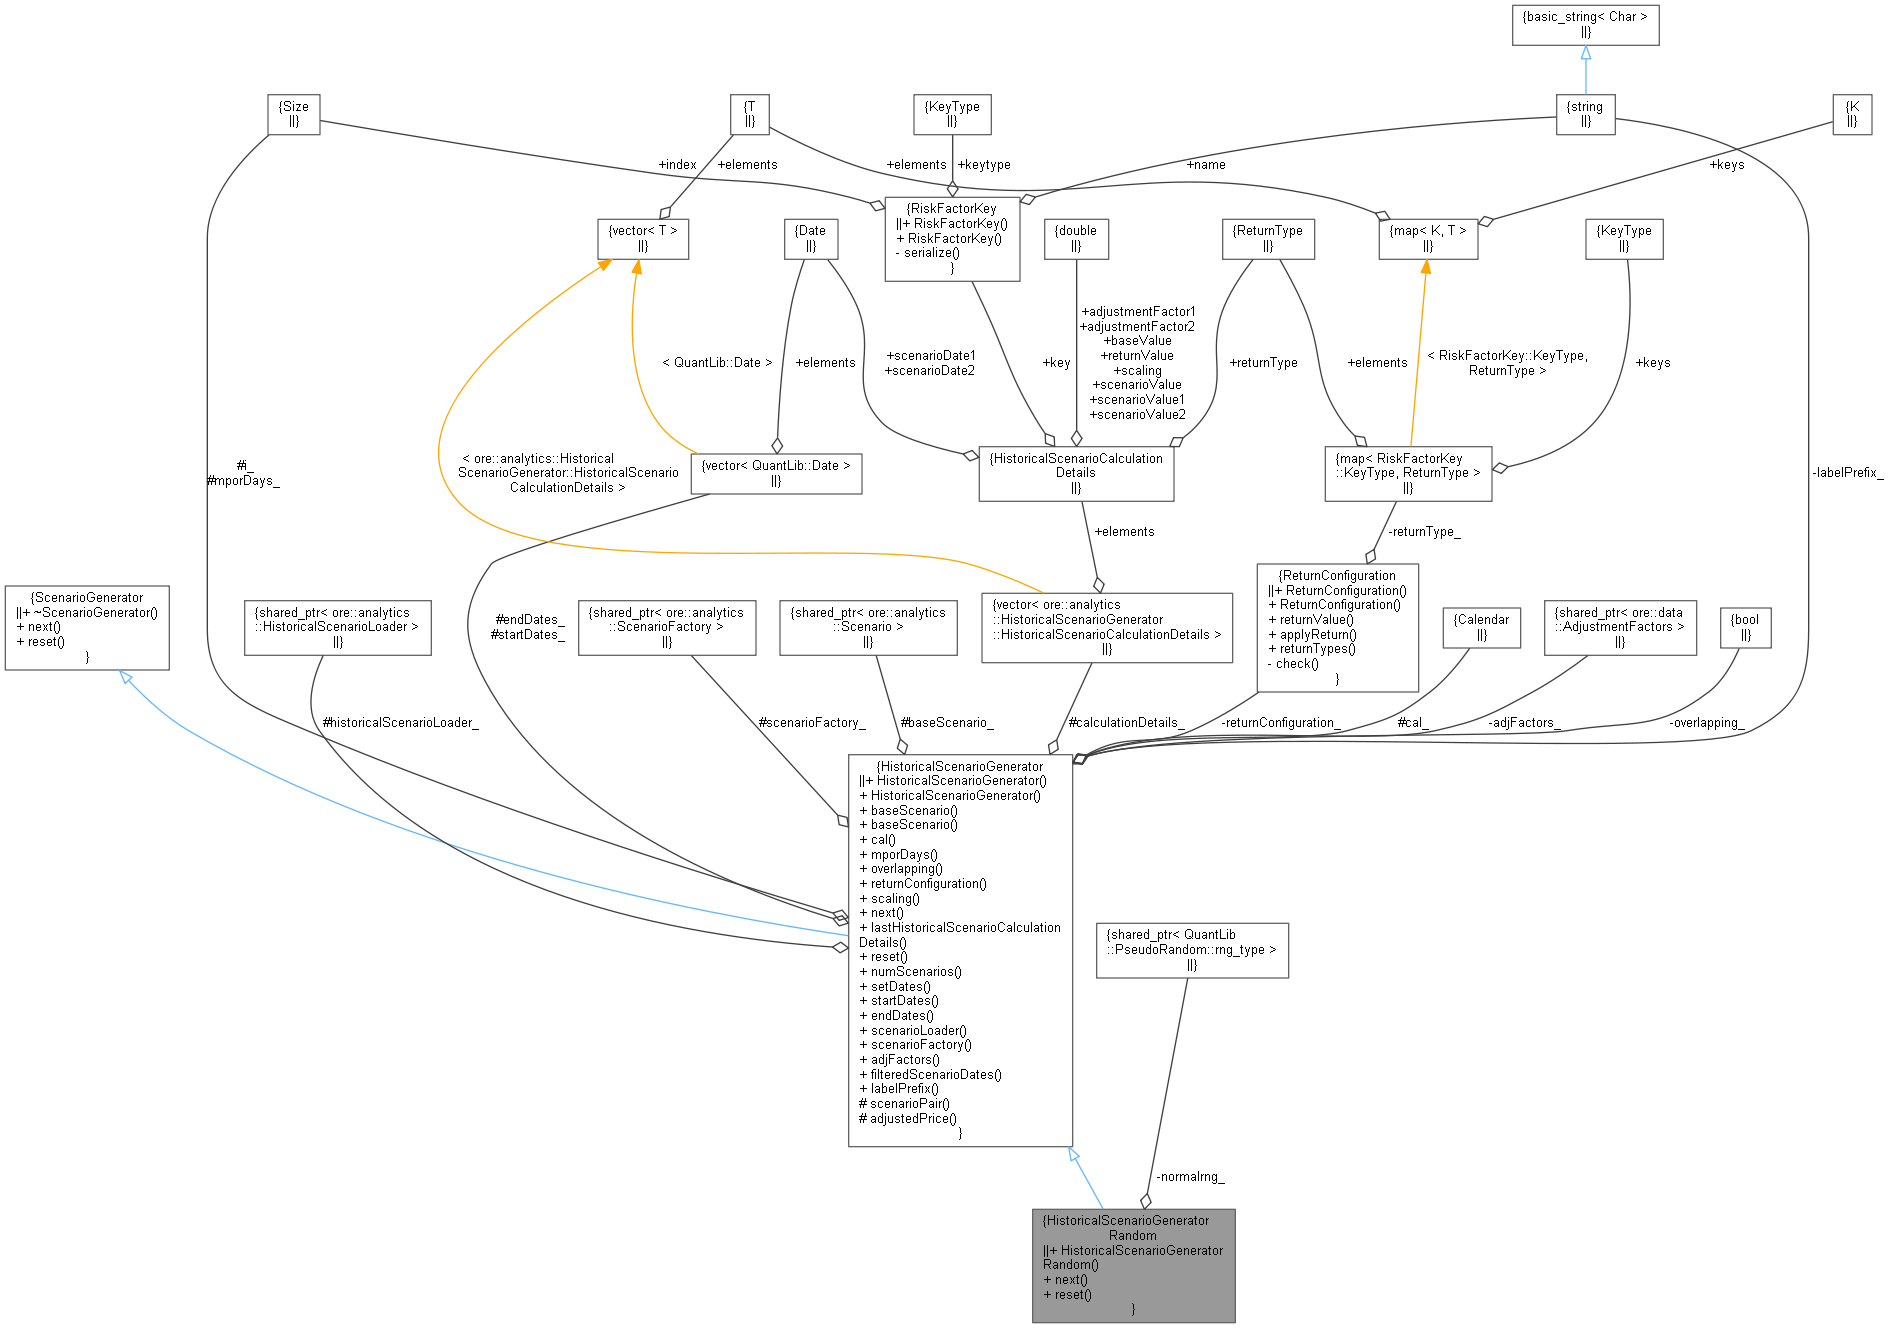 {basic_string< Char >
||}
{Size
||}
{T
||}
{KeyType
||}
{string
||}
{K
||}
+index
+elements
+elements
+keytype
+name
+keys
{vector< T >
||}
{Date
||}
{RiskFactorKey
||+ RiskFactorKey()
+ RiskFactorKey()
- serialize()
}
{double
||}
{ReturnType
||}
{map< K, T >
||}
{KeyType
||}
< QuantLib::Date >
+elements
+scenarioDate1
+scenarioDate2
+key
+adjustmentFactor1
+adjustmentFactor2
+baseValue
+returnValue
+scaling
+scenarioValue
+scenarioValue1
+scenarioValue2
+returnType
+elements
< RiskFactorKey::KeyType,
ReturnType >
+keys
#i_
#mporDays_
< ore::analytics::Historical
ScenarioGenerator::HistoricalScenario
CalculationDetails >
{vector< QuantLib::Date >
||}
{HistoricalScenarioCalculation
Details
||}
{map< RiskFactorKey
::KeyType, ReturnType >
||}
-labelPrefix_
+elements
-returnType_
{ScenarioGenerator
||+ ~ScenarioGenerator()
+ next()
+ reset()
}
{shared_ptr< ore::analytics
::HistoricalScenarioLoader >
||}
#endDates_
#startDates_
{shared_ptr< ore::analytics
::ScenarioFactory >
||}
{shared_ptr< ore::analytics
::Scenario >
||}
{vector< ore::analytics
::HistoricalScenarioGenerator
::HistoricalScenarioCalculationDetails >
||}
{ReturnConfiguration
||+ ReturnConfiguration()
+ ReturnConfiguration()
+ returnValue()
+ applyReturn()
+ returnTypes()
- check()
}
{Calendar
||}
{shared_ptr< ore::data
::AdjustmentFactors >
||}
{bool
||}
#historicalScenarioLoader_
#scenarioFactory_
#baseScenario_
#calculationDetails_
-returnConfiguration_
#cal_
-adjFactors_
-overlapping_
{HistoricalScenarioGenerator
||+ HistoricalScenarioGenerator()
+ HistoricalScenarioGenerator()
+ baseScenario()
+ baseScenario()
+ cal()
+ mporDays()
+ overlapping()
+ returnConfiguration()
+ scaling()
+ next()
+ lastHistoricalScenarioCalculation
Details()
+ reset()
+ numScenarios()
+ setDates()
+ startDates()
+ endDates()
+ scenarioLoader()
+ scenarioFactory()
+ adjFactors()
+ filteredScenarioDates()
+ labelPrefix()
# scenarioPair()
# adjustedPrice()
}
{shared_ptr< QuantLib
::PseudoRandom::rng_type >
||}
-normalrng_
{HistoricalScenarioGenerator
Random
||+ HistoricalScenarioGenerator
Random()
+ next()
+ reset()
}